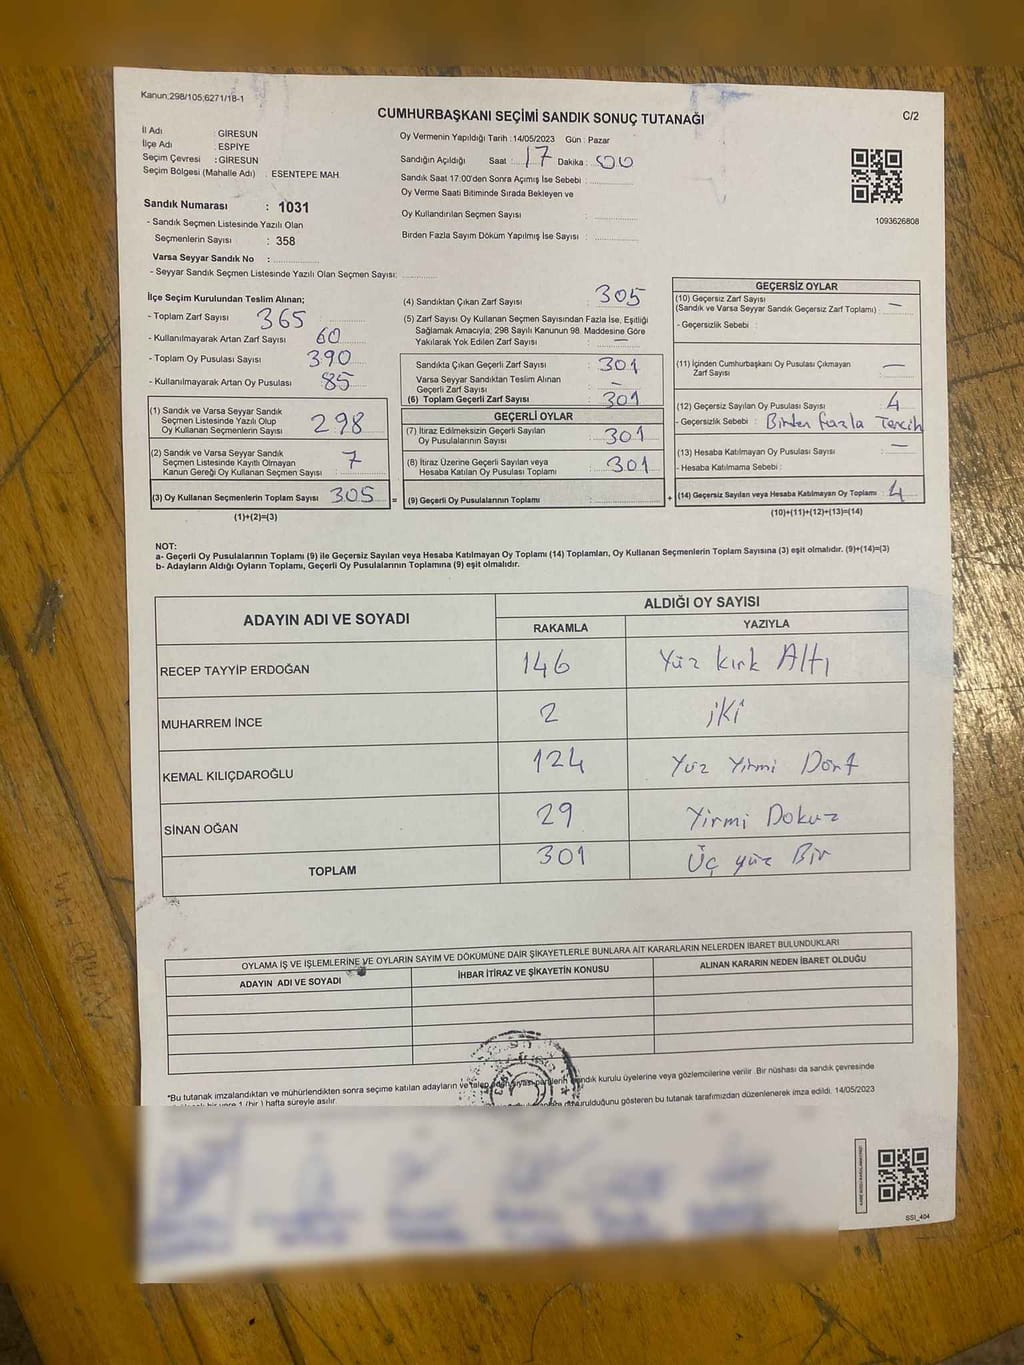 Kanun;298/105;6271/18-1
CUMHURBAŞKANI SEÇİMİ SANDIK SONUÇ TUTANAĞI
C/2
İl Adı : GİRESUN
İlçe Adı : ESPİYE
Seçim Çevresi : GİRESUN
Seçim Bölgesi (Mahalle Adı) : ESENTEPE MAH.
Oy Vermenin Yapıldığı Tarih : 14/05/2023 Gün : Pazar
Sandığın Açıldığı Saat : 17 Dakika : 00
Sandık Saat 17:00'den Sonra Açımış İse Sebebi :
Oy Verme Saati Bitiminde Sırada Bekleyen ve
Oy Kullandırılan Seçmen Sayısı :
Birden Fazla Sayım Döküm Yapılmış İse Sayısı :
1093626808
Sandık Numarası : 1031
- Sandık Seçmen Listesinde Yazılı Olan
Seçmenlerin Sayısı : 358
Varsa Seyyar Sandık No :
- Seyyar Sandık Seçmen Listesinde Yazılı Olan Seçmen Sayısı:
İlçe Seçim Kurulundan Teslim Alınan;
- Toplam Zarf Sayısı : 365
- Kullanılmayarak Artan Zarf Sayısı : 60
- Toplam Oy Pusulası Sayısı : 390
- Kullanılmayarak Artan Oy Pusulası : 85
(1) Sandık ve Varsa Seyyar Sandık
Seçmen Listesinde Yazılı Olup
Oy Kullanan Seçmenlerin Sayısı : 298
(2) Sandık ve Varsa Seyyar Sandık
Seçmen Listesinde Kayıtlı Olmayan
Kanun Gereği Oy Kullanan Seçmen Sayısı : 7
(3) Oy Kullanan Seçmenlerin Toplam Sayısı : 305 =
(1)+(2)=(3)
(4) Sandıktan Çıkan Zarf Sayısı : 305
(5) Zarf Sayısı Oy Kullanan Seçmen Sayısından Fazla İse, Eşitliği
Sağlamak Amacıyla; 298 Sayılı Kanunun 98. Maddesine Göre
Yakılarak Yok Edilen Zarf Sayısı : —
Sandıkta Çıkan Geçerli Zarf Sayısı : 301
Varsa Seyyar Sandıktan Teslim Alınan
Geçerli Zarf Sayısı : —
(6) Toplam Geçerli Zarf Sayısı : 301
GEÇERLİ OYLAR
(7) İtiraz Edilmeksizin Geçerli Sayılan
Oy Pusulalarının Sayısı : 301
(8) İtiraz Üzerine Geçerli Sayılan veya
Hesaba Katılan Oy Pusulası Toplamı : 301
(9) Geçerli Oy Pusulalarının Toplamı : +
GEÇERSİZ OYLAR
(10) Geçersiz Zarf Sayısı
(Sandık ve Varsa Seyyar Sandık Geçersiz Zarf Toplamı) : —
- Geçersizlik Sebebi :
(11) İçinden Cumhurbaşkanı Oy Pusulası Çıkmayan
Zarf Sayısı : —
(12) Geçersiz Sayılan Oy Pusulası Sayısı : 4
- Geçersizlik Sebebi : Birden fazla Tercih
(13) Hesaba Katılmayan Oy Pusulası Sayısı : —
- Hesaba Katılmama Sebebi :
(14) Geçersiz Sayılan veya Hesaba Katılmayan Oy Toplamı : 4
(10)+(11)+(12)+(13)=(14)
NOT:
a- Geçerli Oy Pusulalarının Toplamı (9) ile Geçersiz Sayılan veya Hesaba Katılmayan Oy Toplamı (14) Toplamları, Oy Kullanan Seçmenlerin Toplam Sayısına (3) eşit olmalıdır. (9)+(14)=(3)
b- Adayların Aldığı Oyların Toplamı, Geçerli Oy Pusulalarının Toplamına (9) eşit olmalıdır.
ADAYIN ADI VE SOYADI
ALDIĞI OY SAYISI
RAKAMLA YAZIYLA
RECEP TAYYİP ERDOĞAN 146 Yüz kırk Altı
MUHARREM İNCE 2 iki
KEMAL KILIÇDAROĞLU 124 Yüz Yirmi Dört
SİNAN OĞAN 29 Yirmi Dokuz
TOPLAM 301 Üç yüz Bir
OYLAMA İŞ VE İŞLEMLERİNE VE OYLARIN SAYIM VE DÖKÜMÜNE DAİR ŞİKAYETLERLE BUNLARA AİT KARARLARIN NELERDEN İBARET BULUNDUKLARI
ADAYIN ADI VE SOYADI İHBAR İTİRAZ VE ŞİKAYETİN KONUSU ALINAN KARARIN NEDEN İBARET OLDUĞU
*Bu tutanak imzalandıktan ve mühürlendikten sonra seçime katılan adayların ve talep eden siyasi partilerin sandık kurulu üyelerine veya gözlemcilerine verilir. Bir nüshası da sandık çevresinde
1 (bir) hafta süreyle asılır.
gösteren bu tutanak tarafımızdan düzenlenerek imza edildi. 14/05/2023
SSI_404